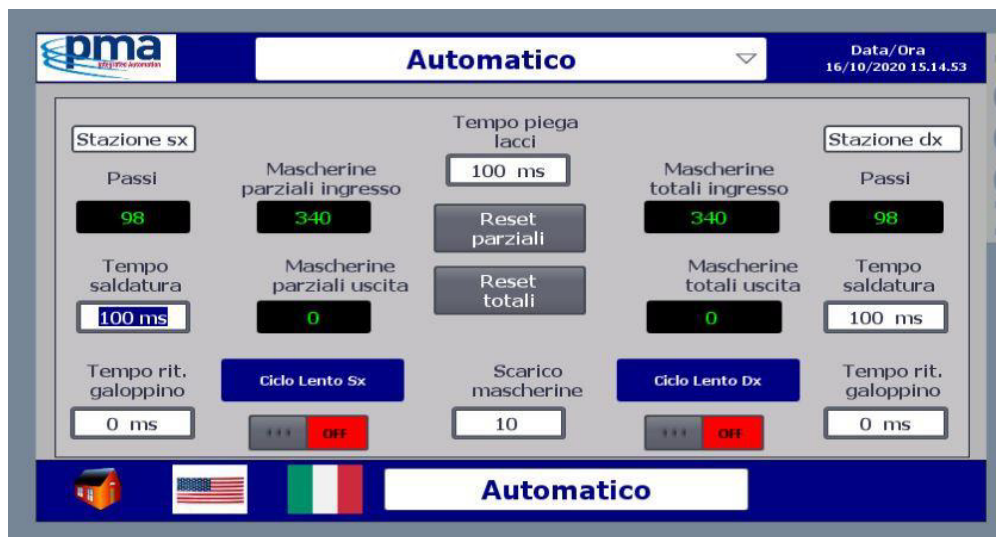 pma
Integrated Automation
Automatico
Data/Ora
16/10/2020 15.14.53
Stazione sx
Tempo piega
lacci
Stazione dx
Passi
Mascherine
parziali ingresso
100 ms
Mascherine
totali ingresso
Passi
98
340
Reset
parziali
340
98
Tempo
saldatura
Mascherine
parziali uscita
Reset
totali
Mascherine
totali uscita
Tempo
saldatura
100 ms
0
0
100 ms
Tempo rit.
galoppino
Ciclo Lento Sx
Scarico
mascherine
Ciclo Lento Dx
Tempo rit.
galoppino
0 ms
OFF
10
OFF
0 ms
Automatico